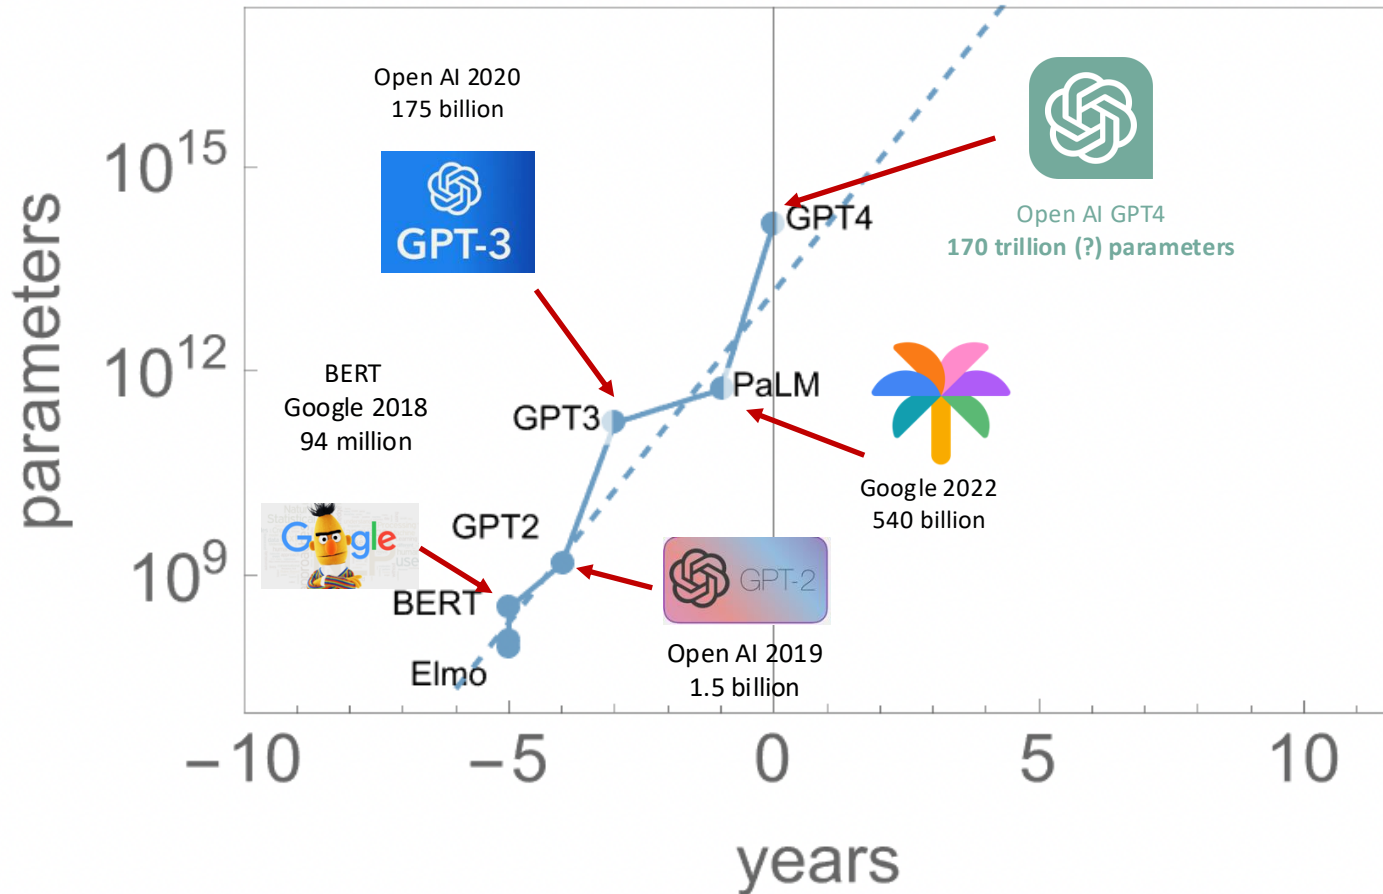 Open AI 2020
175 billion
GPT-3
10^15
GPT4
Open AI GPT4
170 trillion (?) parameters
parameters
10^12
BERT
Google 2018
94 million
GPT3
PaLM
Google 2022
540 billion
Google
GPT2
10^9
GPT-2
BERT
Open AI 2019
1.5 billion
Elmo
−10
−5
0
5
10
years